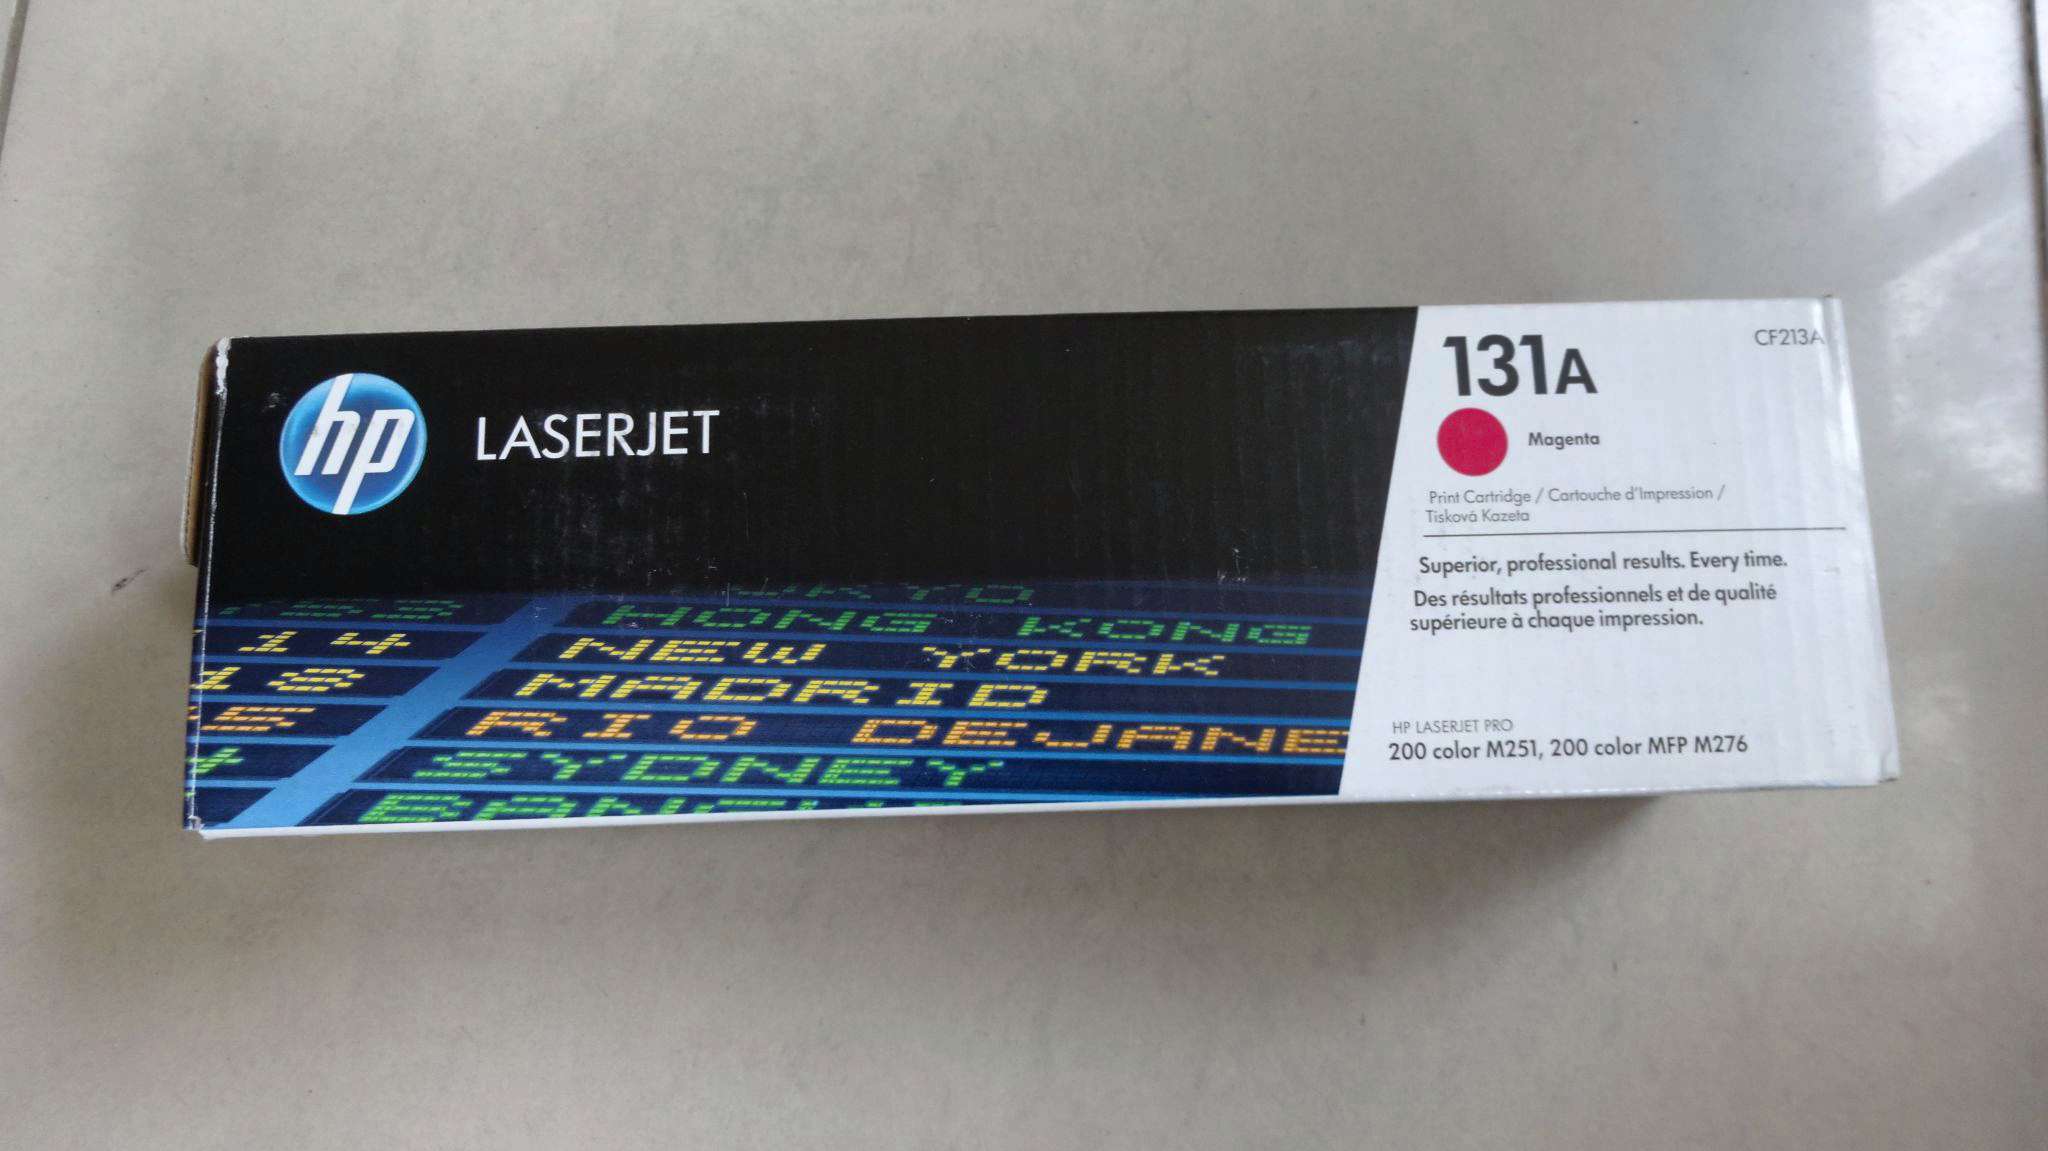 hp
LASERJET
14
18
HONG KONG
NEW YORK
MADRID
RIO DEJANE
SYDNEY
131A
CF213A
Magenta
Print Cartridge / Cartouche d'Impression /
Tisková Kazeta
Superior, professional results. Every time.
Des résultats professionnels et de qualité
supérieure à chaque impression.
HP LASERJET PRO
200 color M251, 200 color MFP M276